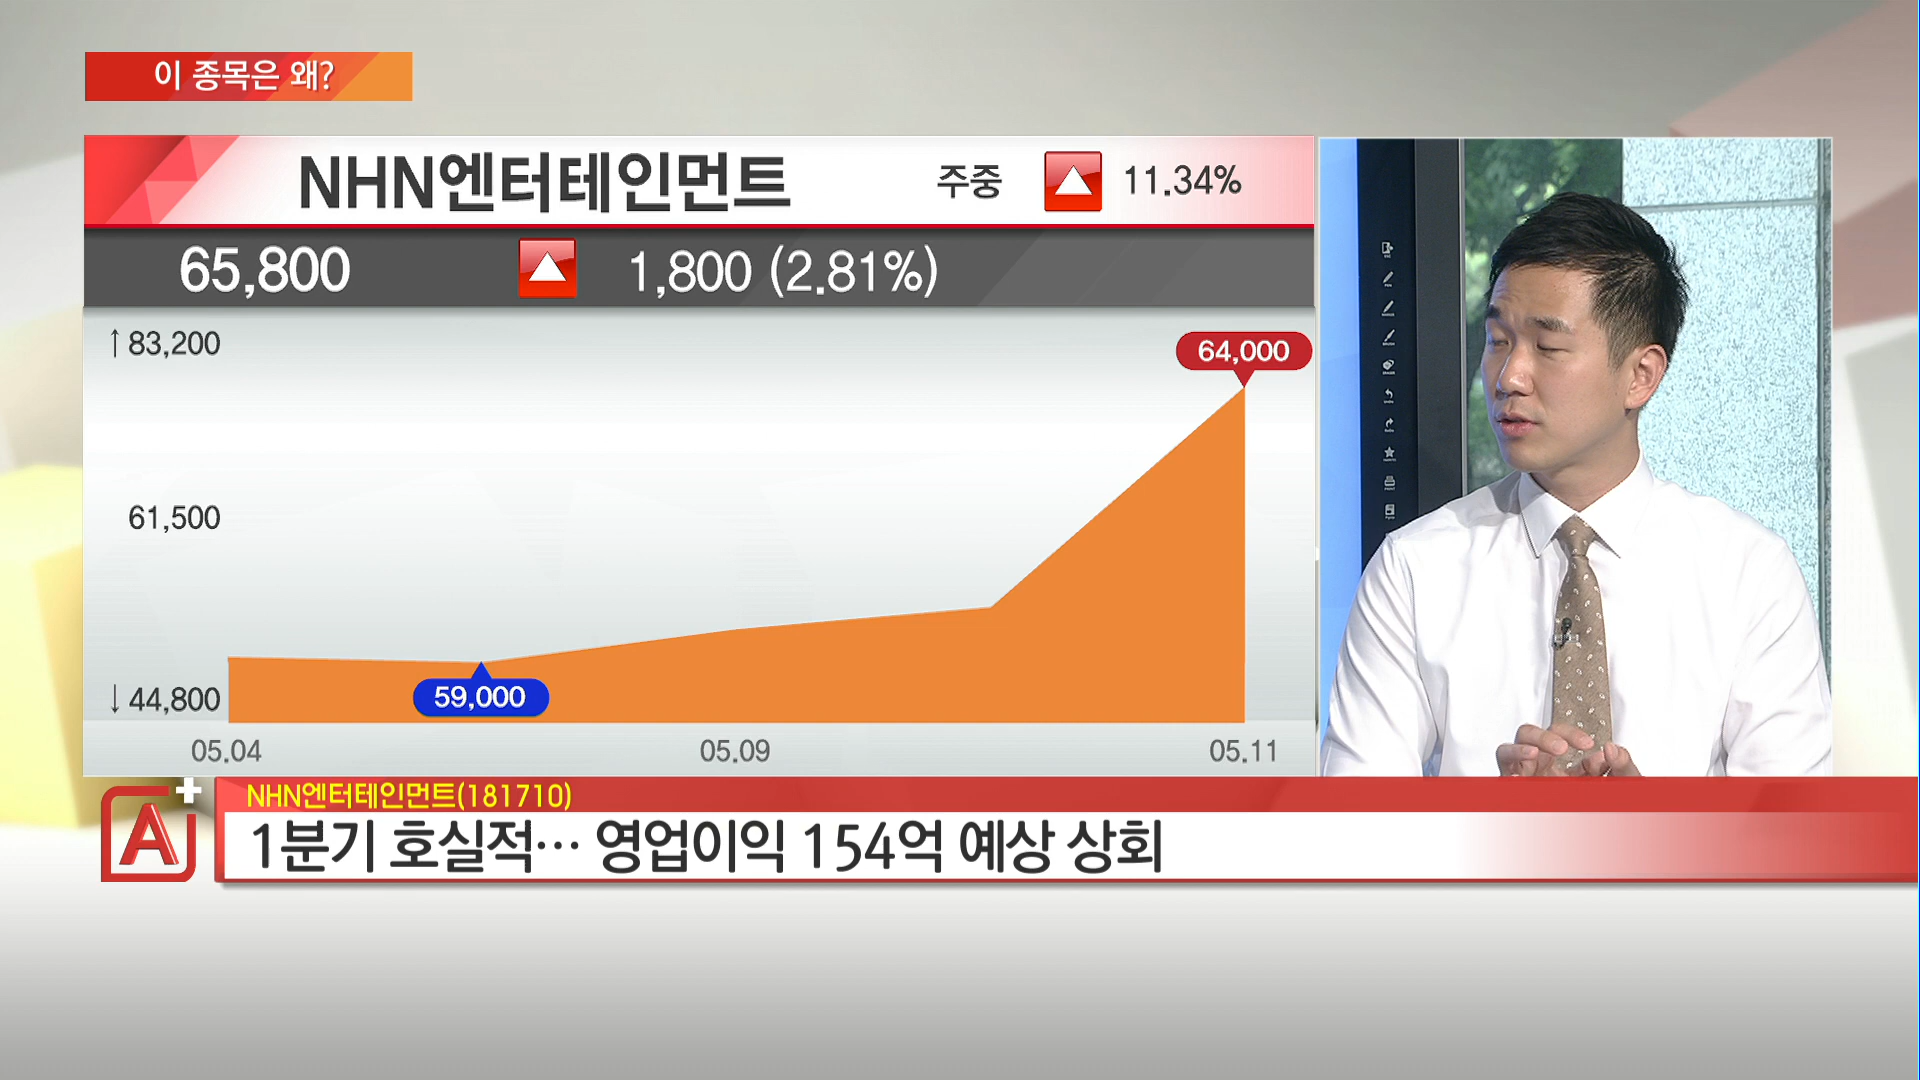 이 종목은 왜?
NHN엔터테인먼트 주중 ▲ 11.34%
65,800 ▲ 1,800 (2.81%)
↑83,200
64,000
61,500
59,000
↓44,800
05.04 05.09 05.11
A+
NHN엔터테인먼트(181710)
1분기 호실적… 영업이익 154억 예상 상회